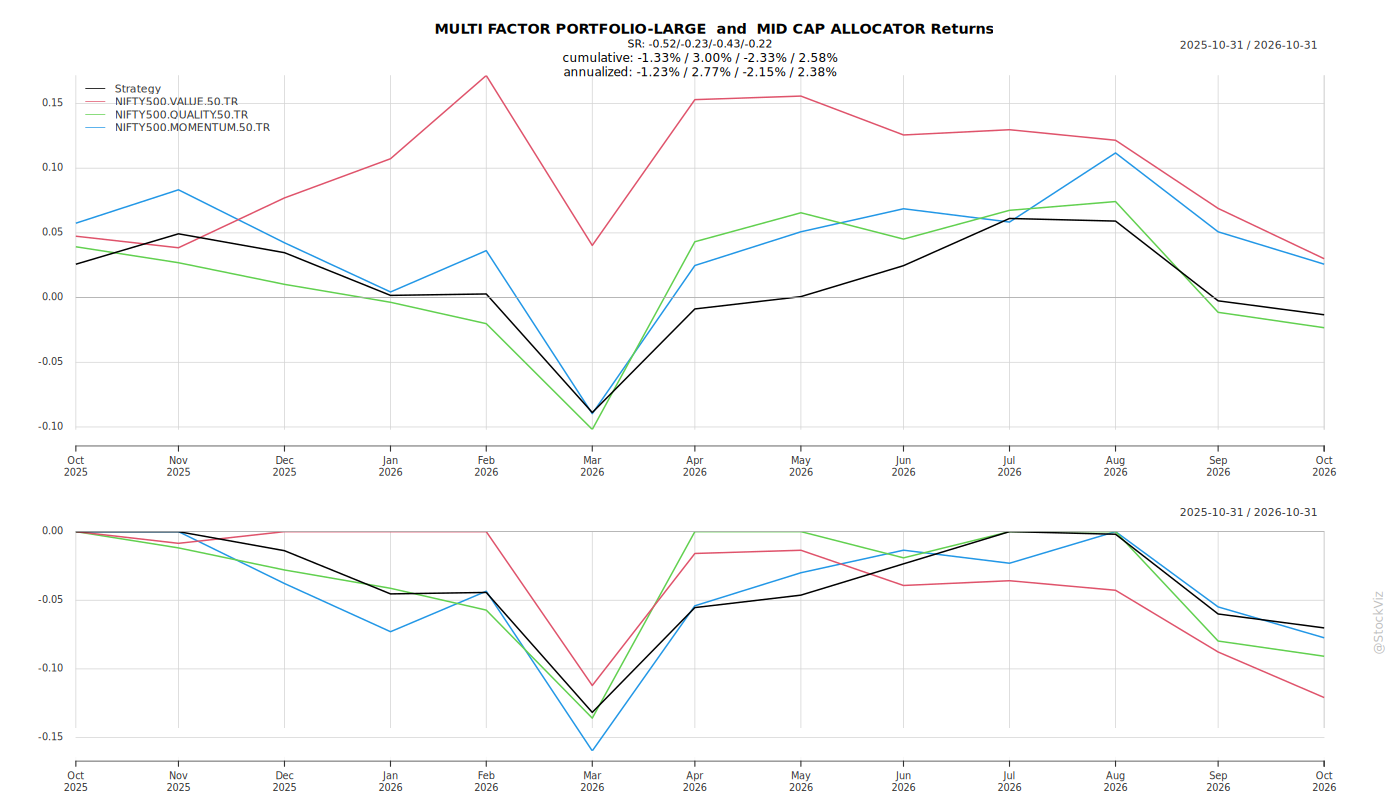 MULTI FACTOR PORTFOLIO-LARGE and MID CAP ALLOCATOR Returns
SR: -0.52/-0.23/-0.43/-0.22
cumulative: -1.33% / 3.00% / -2.33% / 2.58%
annualized: -1.23% / 2.77% / -2.15% / 2.38%
2025-10-31 / 2026-10-31
Strategy
NIFTY500.VALUE.50.TR
NIFTY500.QUALITY.50.TR
NIFTY500.MOMENTUM.50.TR
0.15
0.10
0.05
0.00
-0.05
-0.10
Oct Nov Dec Jan Feb Mar Apr May Jun Jul Aug Sep Oct
2025 2025 2025 2026 2026 2026 2026 2026 2026 2026 2026 2026 2026
2025-10-31 / 2026-10-31
0.00
-0.05
-0.10
-0.15
Oct Nov Dec Jan Feb Mar Apr May Jun Jul Aug Sep Oct
2025 2025 2025 2026 2026 2026 2026 2026 2026 2026 2026 2026 2026
@StockViz